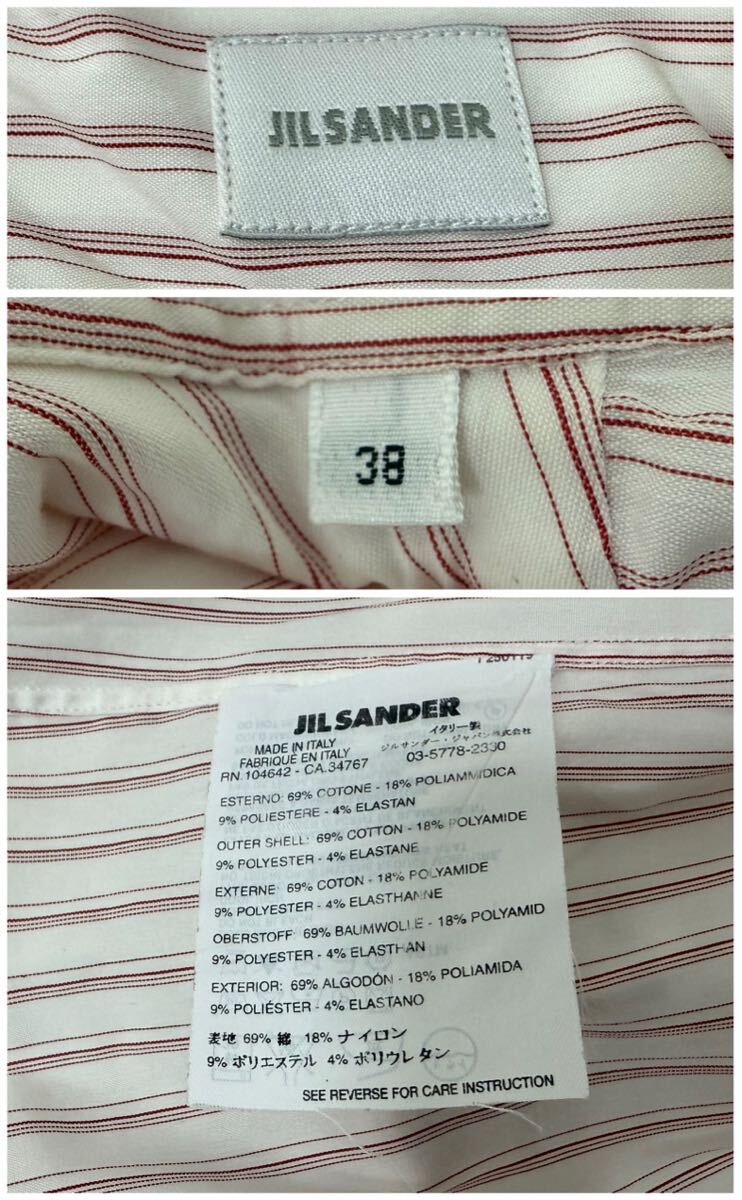 JIL SANDER
38
JIL SANDER
MADE IN ITALY
FABRIQUÉ EN ITALY
RN.104642 - CA.34767
イタリー製
ジルサンダー・ジャパン株式会社
03-5778-2330
ESTERNO: 69% COTONE - 18% POLIAMMIDICA
9% POLIESTERE - 4% ELASTAN
OUTER SHELL: 69% COTTON - 18% POLYAMIDE
9% POLYESTER - 4% ELASTANE
EXTERNE: 69% COTON - 18% POLYAMIDE
9% POLYESTER - 4% ELASTHANNE
OBERSTOFF: 69% BAUMWOLLE - 18% POLYAMID
9% POLYESTER - 4% ELASTHAN
EXTERIOR: 69% ALGODÓN - 18% POLIAMIDA
9% POLIÉSTER - 4% ELASTANO
表地 69% 綿 18% ナイロン
9% ポリエステル 4% ポリウレタン
SEE REVERSE FOR CARE INSTRUCTION